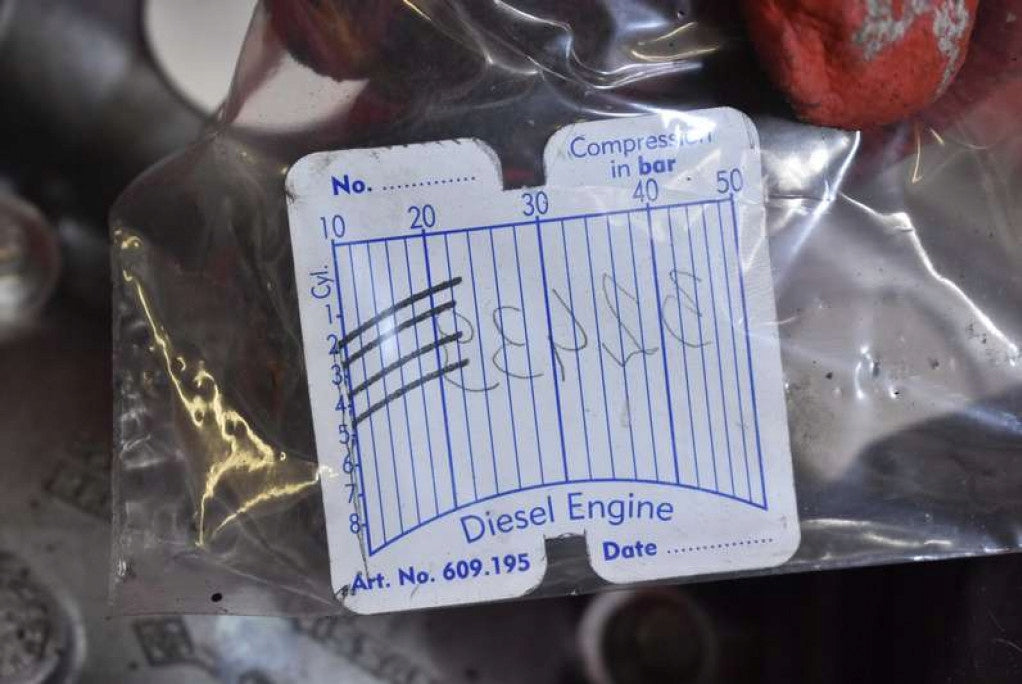 No. ..............
Compression
in bar
10 20 30 40 50
Cyl.
1
2
3
4
5
6
7
8
Diesel Engine
Art. No. 609.195
Date ................